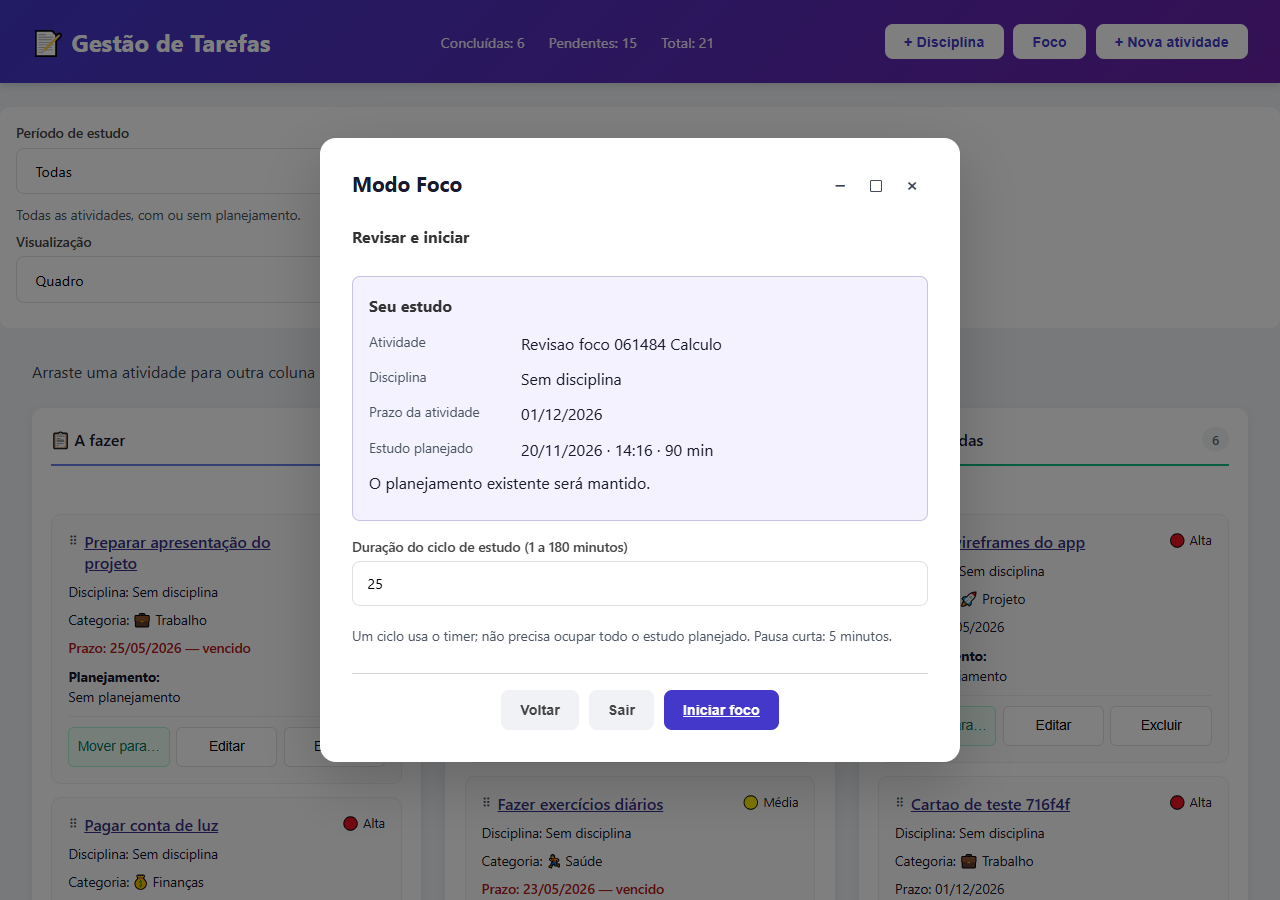 Gestão de Tarefas
Concluídas: 6
Pendentes: 15
Total: 21
+ Disciplina
Foco
+ Nova atividade
Período de estudo
Todas
Todas as atividades, com ou sem planejamento.
Visualização
Quadro
Arraste uma atividade para outra coluna
Modo Foco
Revisar e iniciar
Seu estudo
Atividade
Revisao foco 061484 Calculo
Disciplina
Sem disciplina
Prazo da atividade
01/12/2026
Estudo planejado
20/11/2026 · 14:16 · 90 min
O planejamento existente será mantido.
Duração do ciclo de estudo (1 a 180 minutos)
25
Um ciclo usa o timer; não precisa ocupar todo o estudo planejado. Pausa curta: 5 minutos.
Voltar
Sair
Iniciar foco
A fazer
Preparar apresentação do
projeto
Disciplina: Sem disciplina
Categoria: Trabalho
Prazo: 25/05/2026 — vencido
Planejamento:
Sem planejamento
Mover para...
Editar
Pagar conta de luz
Alta
Disciplina: Sem disciplina
Categoria: Finanças
Fazer exercícios diários
Média
Disciplina: Sem disciplina
Categoria: Saúde
Prazo: 23/05/2026 — vencido
das
6
wireframes do app
Alta
Sem disciplina
Projeto
05/2026
nto:
amento
ara...
Editar
Excluir
Cartao de teste 716f4f
Alta
Disciplina: Sem disciplina
Categoria: Trabalho
Prazo: 01/12/2026